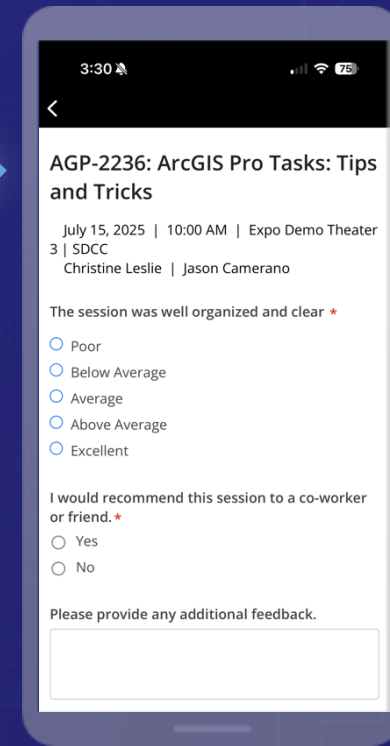 3:30
75
AGP-2236: ArcGIS Pro Tasks: Tips
and Tricks
July 15, 2025 | 10:00 AM | Expo Demo Theater
3 | SDCC
Christine Leslie | Jason Camerano
The session was well organized and clear *
Poor
Below Average
Average
Above Average
Excellent
I would recommend this session to a co-worker
or friend. *
Yes
No
Please provide any additional feedback.